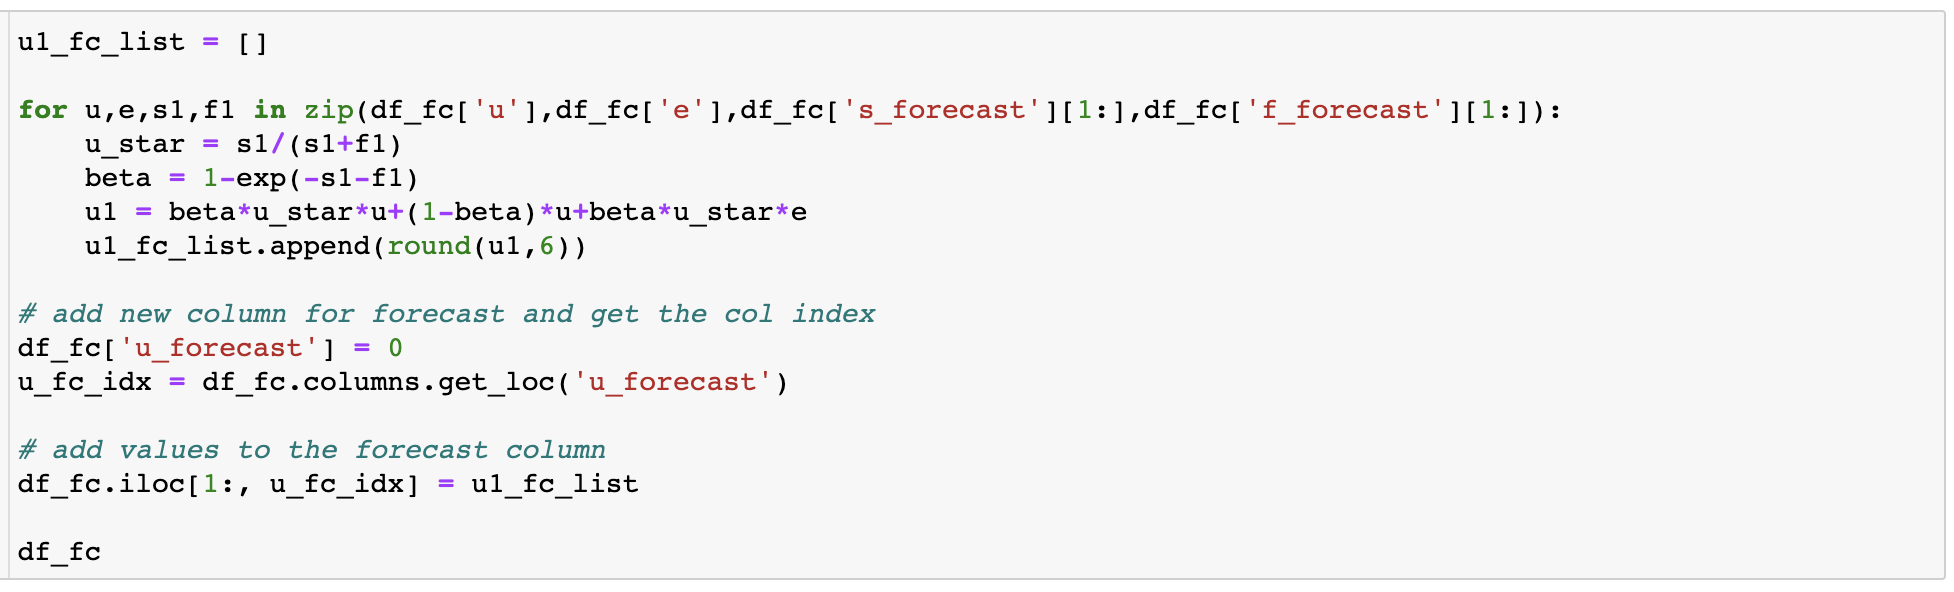 u1_fc_list = []
for u,e,s1,f1 in zip(df_fc['u'],df_fc['e'],df_fc['s_forecast'][1:],df_fc['f_forecast'][1:]):
    u_star = s1/(s1+f1)
    beta = 1-exp(-s1-f1)
    u1 = beta*u_star*u+(1-beta)*u+beta*u_star*e
    u1_fc_list.append(round(u1,6))
# add new column for forecast and get the col index
df_fc['u_forecast'] = 0
u_fc_idx = df_fc.columns.get_loc('u_forecast')
# add values to the forecast column
df_fc.iloc[1:, u_fc_idx] = u1_fc_list
df_fc